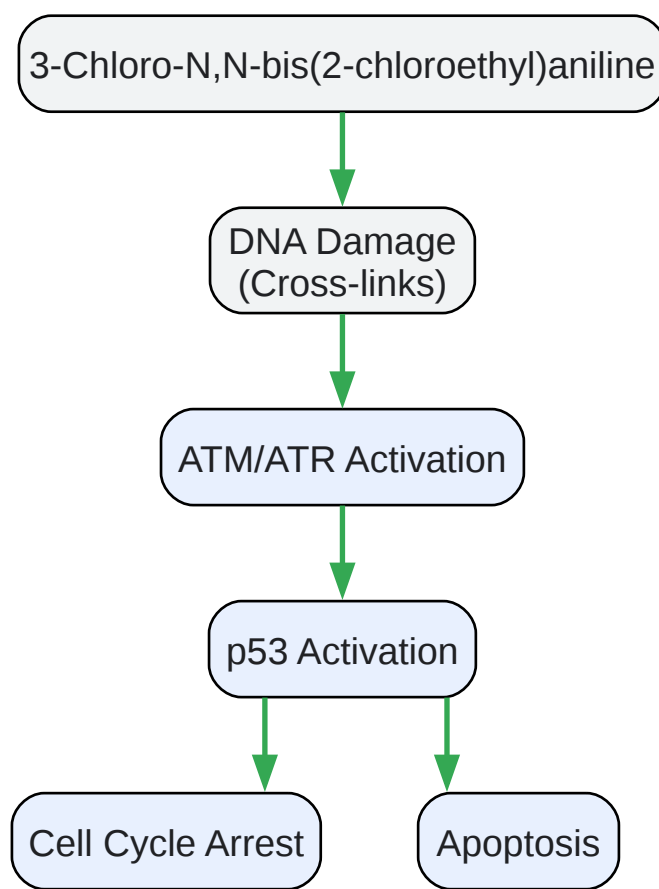 3-Chloro-N,N-bis(2-chloroethyl)aniline
DNA Damage
(Cross-links)
ATM/ATR Activation
p53 Activation
Cell Cycle Arrest
Apoptosis